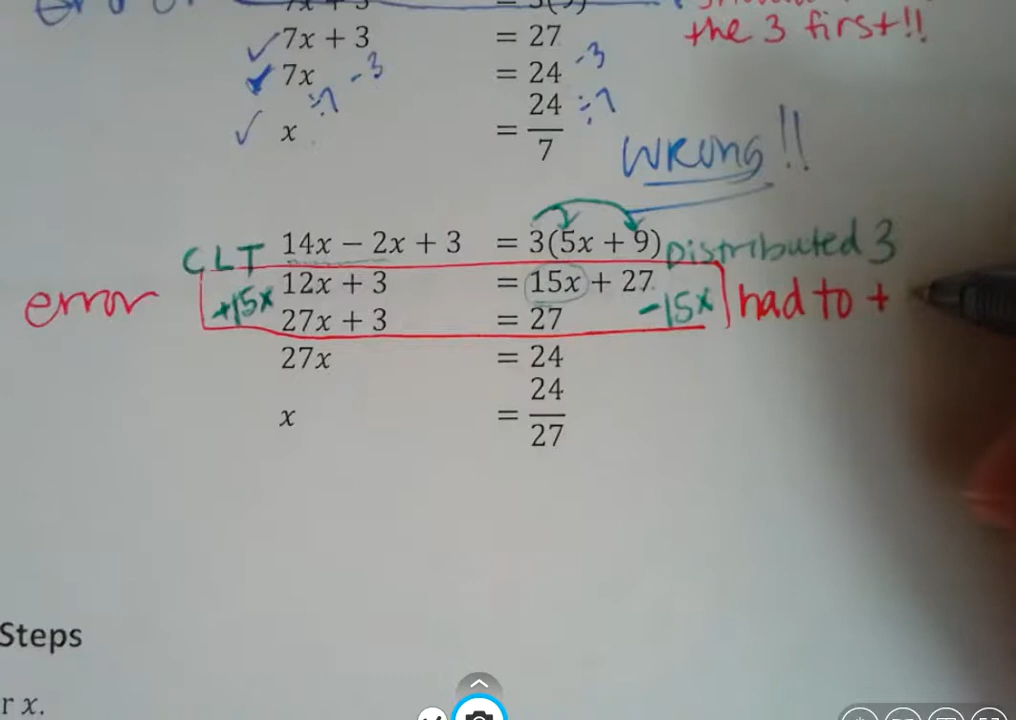 the 3 first!!
✓ 7x + 3 = 27
✓ 7x -3 = 24 -3
÷7 24 ÷7
✓ x = 24/7
WRONG!!
CLT 14x − 2x + 3 = 3(5x + 9) Distributed 3
error +15x 12x + 3 = 15x + 27 -15x had to +
27x + 3 = 27
27x = 24
x = 24/27
Steps
r x.